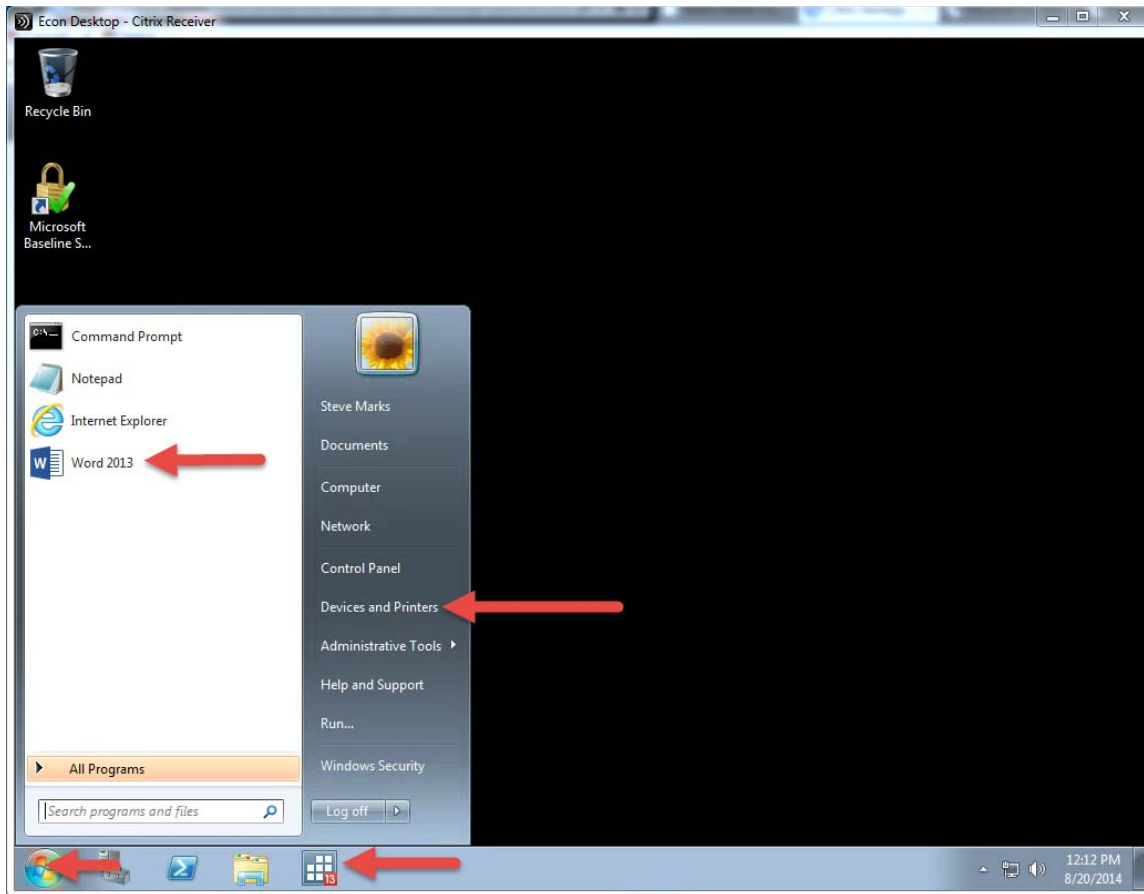 Econ Desktop - Citrix Receiver
Recycle Bin
Microsoft
Baseline S...
C:\
Command Prompt
Notepad
Internet Explorer
W
Word 2013
All Programs
Search programs and files
Steve Marks
Documents
Computer
Network
Control Panel
Devices and Printers
Administrative Tools
Help and Support
Run...
Windows Security
Log off
13
12:12 PM
8/20/2014